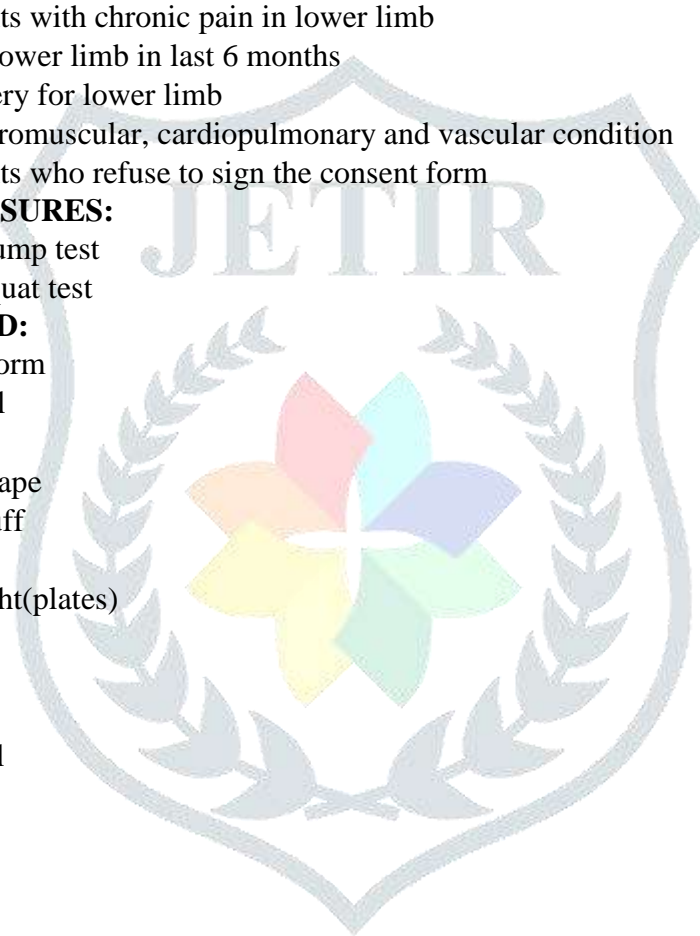 ts with chronic pain in lower limb
ower limb in last 6 months
ery for lower limb
romuscular, cardiopulmonary and vascular condition
ts who refuse to sign the consent form
SURES:
ump test
uat test
D:
JETIR
orm
l
ape
uff
ht(plates)
l